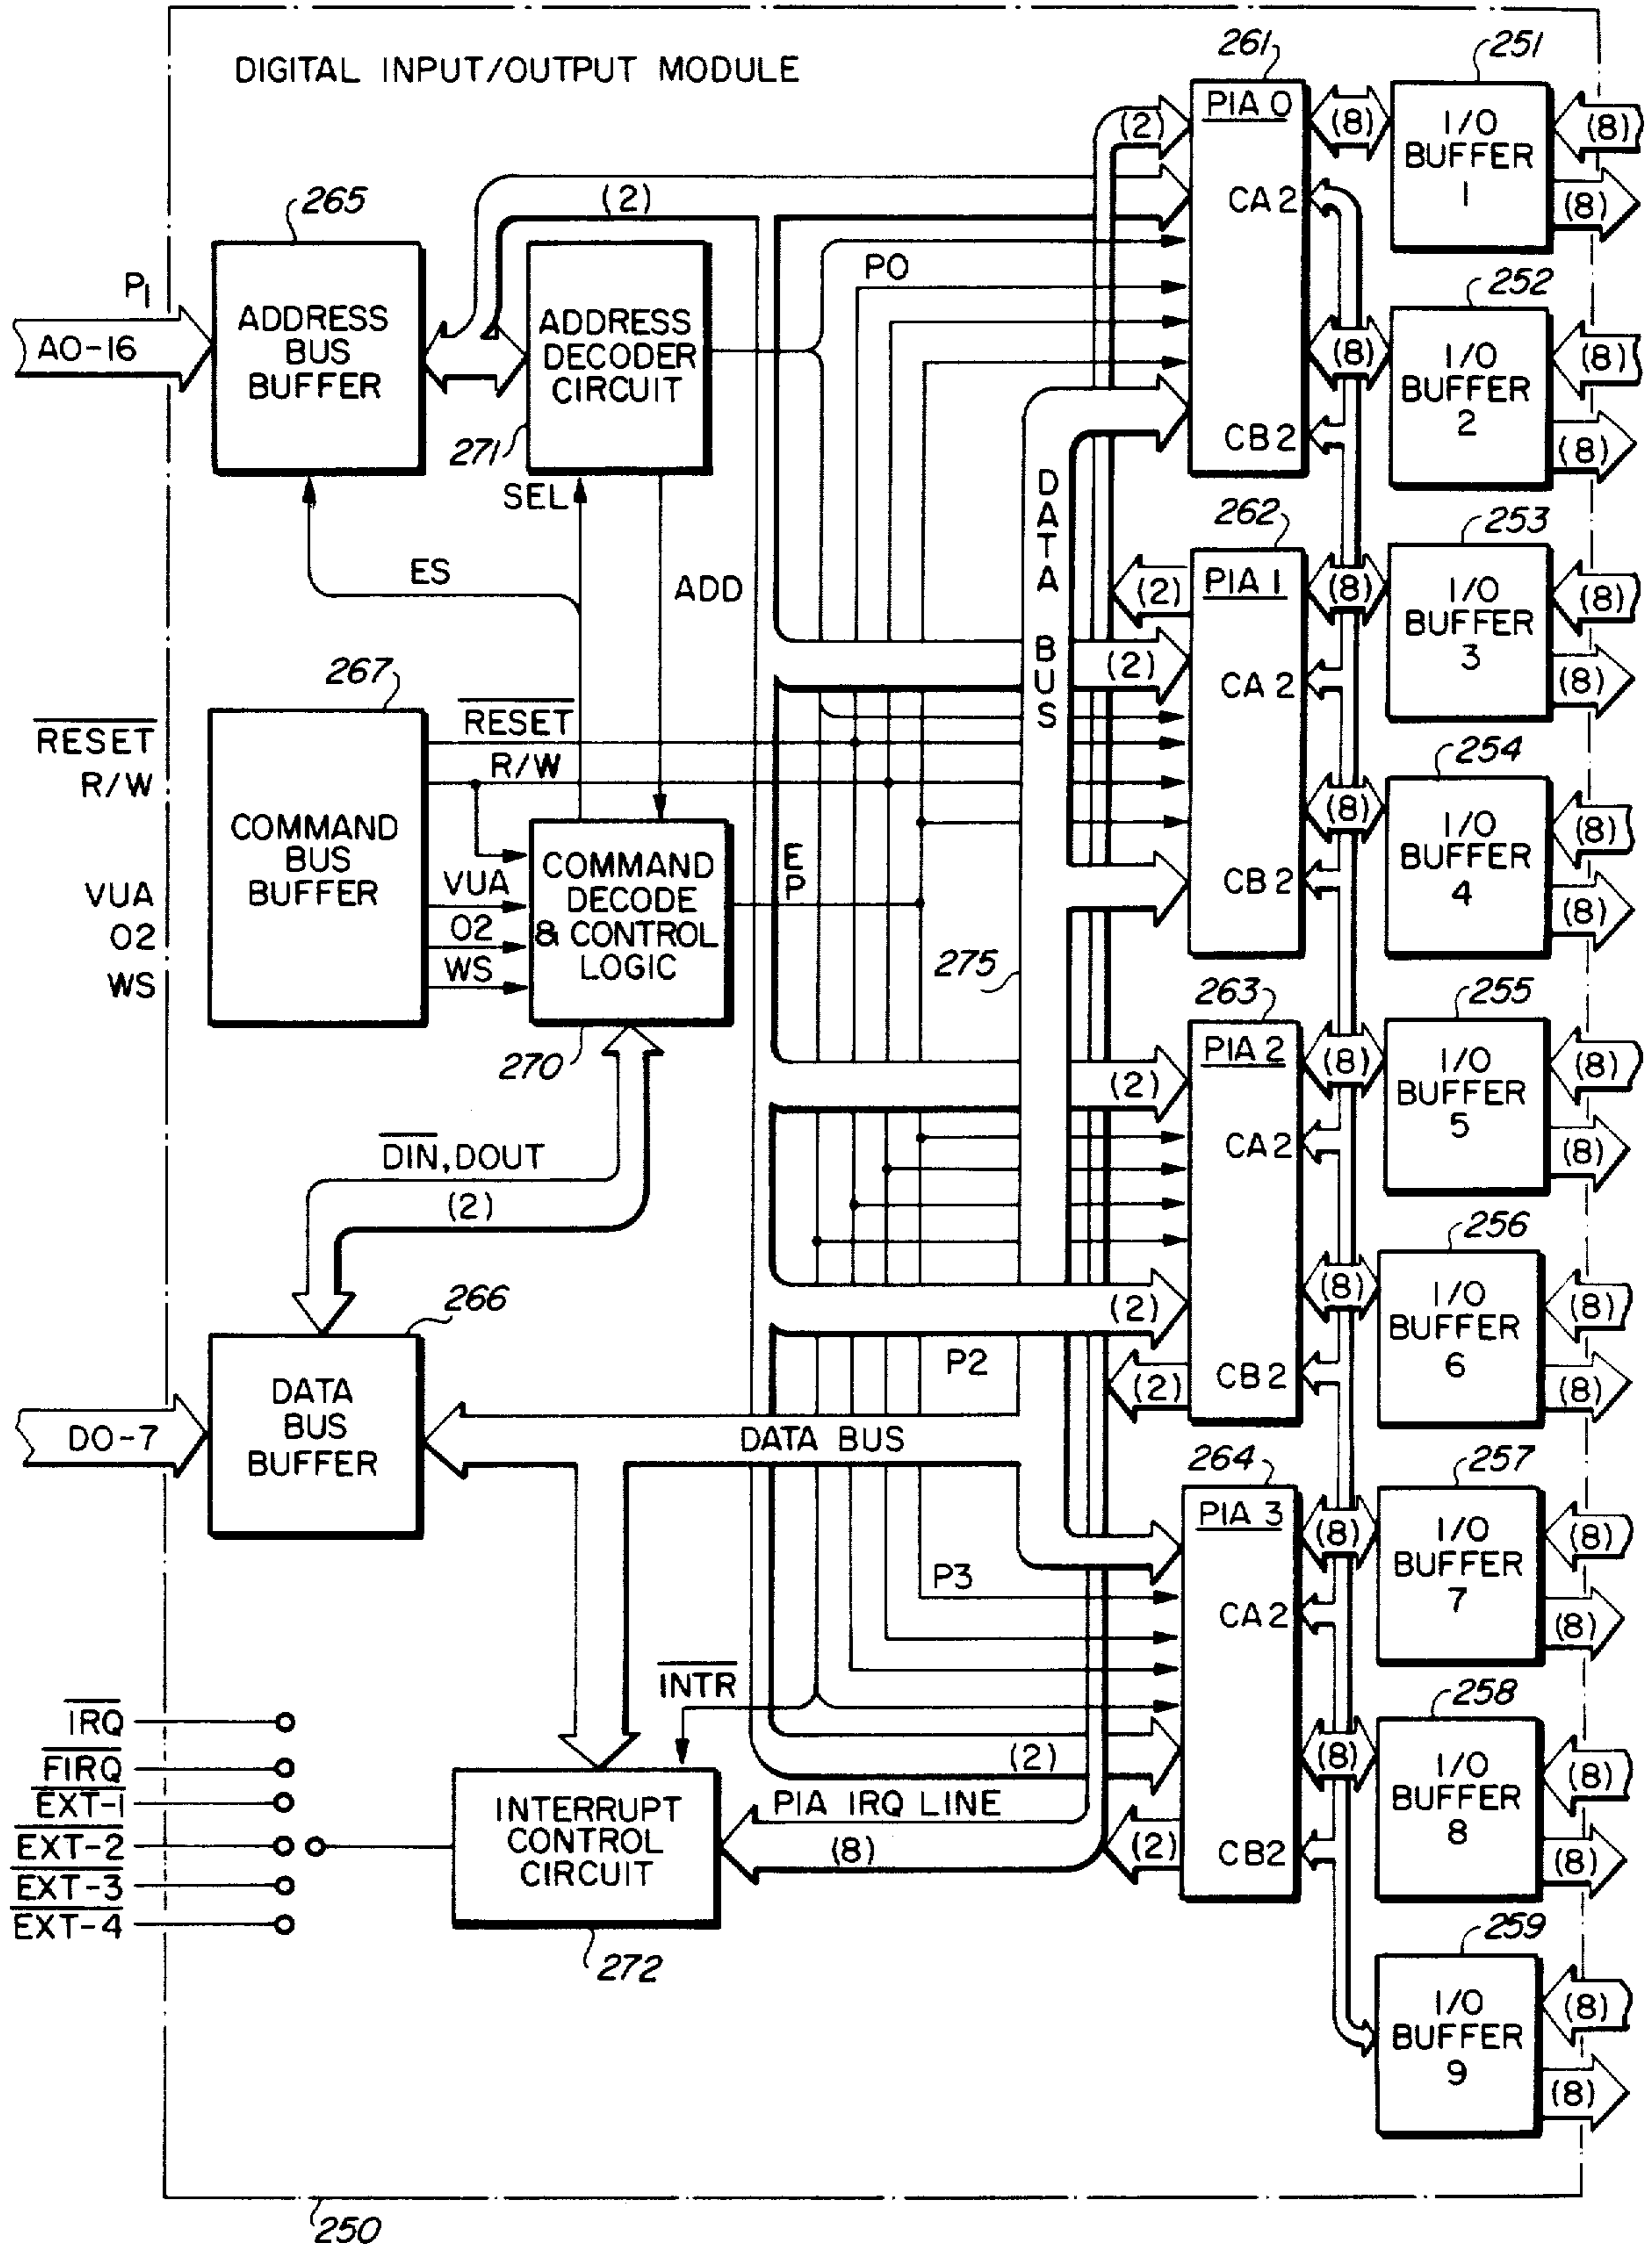 DIGITAL INPUT/OUTPUT MODULE
261
251
PIA 0
(2)
(8)
I/O
BUFFER
1
(8)
(8)
265
(2)
CA 2
252
P1
A0-16
ADDRESS
BUS
BUFFER
ADDRESS
DECODER
CIRCUIT
271
P0
(8)
I/O
BUFFER
2
(8)
(8)
CB 2
SEL
DATA BUS
262
253
ES
ADD
PIA 1
(2)
(2)
(8)
I/O
BUFFER
3
(8)
(8)
267
CA 2
RESET
R/W
VUA
O2
WS
COMMAND
BUS
BUFFER
RESET
R/W
VUA
O2
WS
COMMAND
DECODE
& CONTROL
LOGIC
270
EP
254
(8)
I/O
BUFFER
4
(8)
(8)
CB 2
275
263
255
PIA 2
(2)
(8)
I/O
BUFFER
5
(8)
(8)
CA 2
DIN, DOUT
(2)
256
266
(2)
(8)
I/O
BUFFER
6
(8)
(8)
P2
(2)
CB 2
D0-7
DATA
BUS
BUFFER
DATA BUS
264
257
PIA 3
(8)
I/O
BUFFER
7
(8)
(8)
P3
CA 2
INTR
258
IRQ
FIRQ
EXT-1
EXT-2
EXT-3
EXT-4
(2)
(8)
I/O
BUFFER
8
(8)
(8)
INTERRUPT
CONTROL
CIRCUIT
PIA IRQ LINE
(8)
(2)
CB2
272
259
I/O
BUFFER
9
(8)
(8)
250